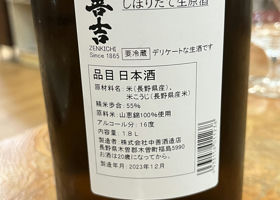 善吉
ZENKICHI
Since 1865
しぼりたて生原酒
要冷蔵 デリケートな生酒です
品目 日本酒
原材料名：米（長野県産）、
米こうじ（長野県産米）
精米歩合：55%
原料米：山恵錦100%使用
アルコール分：16度
内容量：1.8L
製造者：株式会社中善酒造店
長野県木曽郡木曽町福島5990
お酒は20歳になってから。
製造年月：2023年12月